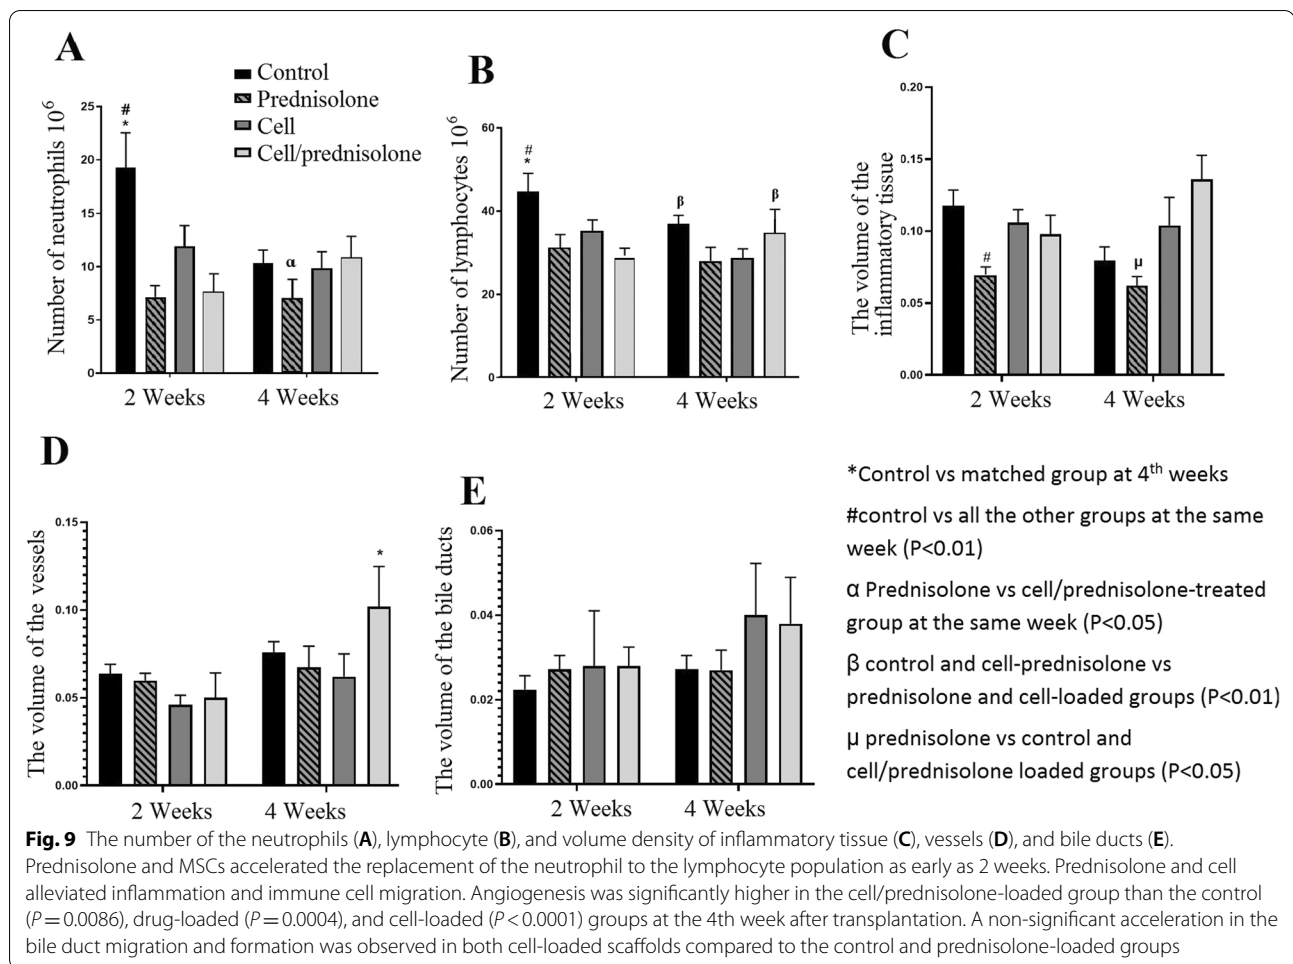 A
Control
Prednisolone
Cell
Cell/prednisolone
Number of neutrophils 10⁶
25
20
15
10
5
0
#
*
α
2 Weeks
4 Weeks
B
Number of lymphocytes 10⁶
60
40
20
0
#
*
β
β
2 Weeks
4 Weeks
C
The volume of the
inflammatory tissue
0.20
0.15
0.10
0.05
0.00
#
µ
2 Weeks
4 Weeks
D
The volume of the vessels
0.15
0.10
0.05
0.00
*
2 Weeks
4 Weeks
E
The volume of the bile ducts
0.06
0.04
0.02
0.00
2 Weeks
4 Weeks
*Control vs matched group at 4th weeks
#control vs all the other groups at the same
week (P<0.01)
α Prednisolone vs cell/prednisolone-treated
group at the same week (P<0.05)
β control and cell-prednisolone vs
prednisolone and cell-loaded groups (P<0.01)
µ prednisolone vs control and
cell/prednisolone loaded groups (P<0.05)
Fig. 9 The number of the neutrophils (A), lymphocyte (B), and volume density of inflammatory tissue (C), vessels (D), and bile ducts (E).
Prednisolone and MSCs accelerated the replacement of the neutrophil to the lymphocyte population as early as 2 weeks. Prednisolone and cell
alleviated inflammation and immune cell migration. Angiogenesis was significantly higher in the cell/prednisolone-loaded group than the control
(P = 0.0086), drug-loaded (P = 0.0004), and cell-loaded (P < 0.0001) groups at the 4th week after transplantation. A non-significant acceleration in the
bile duct migration and formation was observed in both cell-loaded scaffolds compared to the control and prednisolone-loaded groups